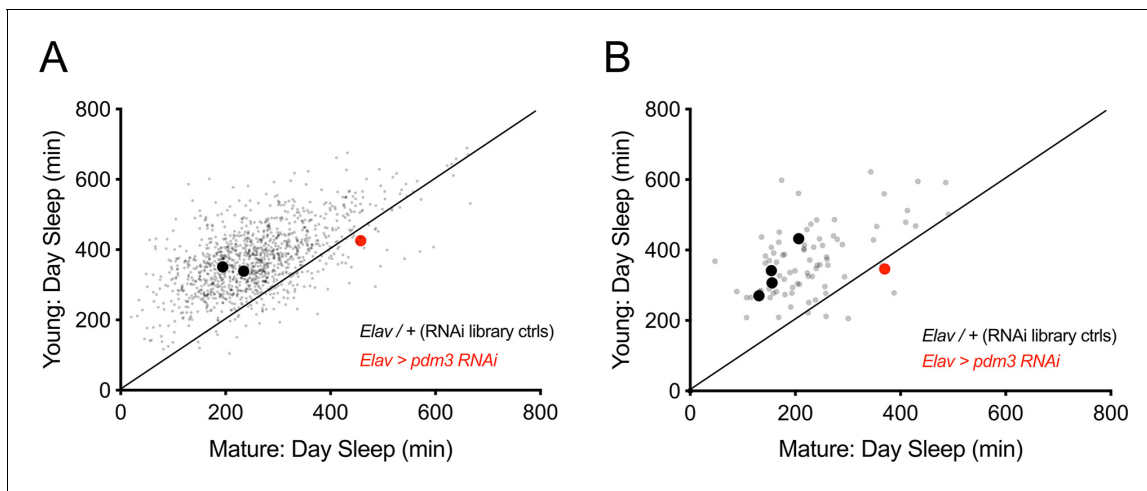 A
800
600
400
200
0
Young: Day Sleep (min)
Elav / + (RNAi library ctrls)
Elav > pdm3 RNAi
0 200 400 600 800
Mature: Day Sleep (min)
B
800
600
400
200
0
Young: Day Sleep (min)
Elav / + (RNAi library ctrls)
Elav > pdm3 RNAi
0 200 400 600 800
Mature: Day Sleep (min)